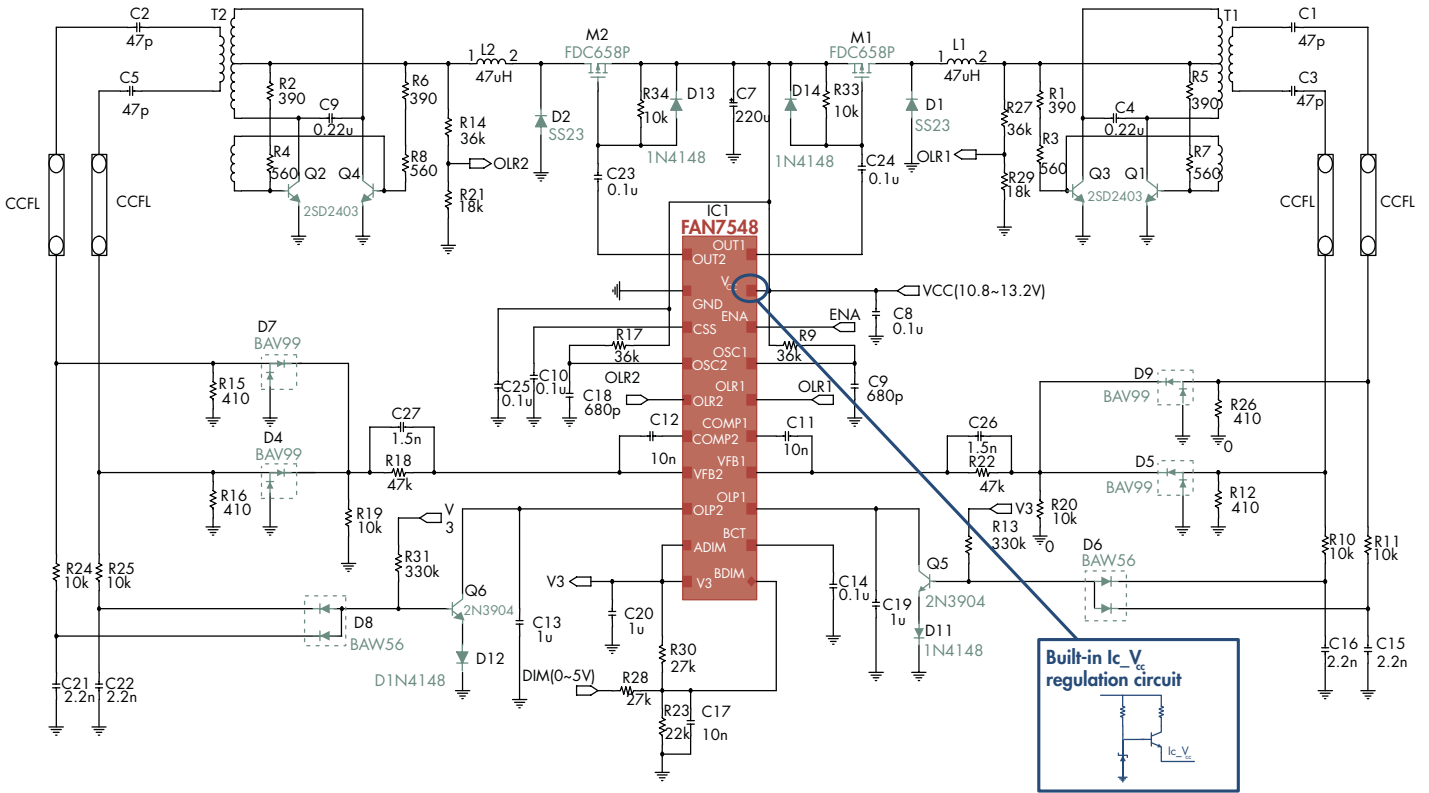 T2
C2
47p
C5
47p
R2
390
C9
0.22u
R6
390
R4
560
R8
560
Q2
Q4
2SD2403
R14
36k
OLR2
R21
18k
1 L2 2
47uH
D2
SS23
M2
FDC658P
R34
10k
D13
1N4148
C7
220u
D14
R33
10k
1N4148
M1
FDC658P
1 L1 2
47uH
D1
SS23
C23
0.1u
C24
0.1u
R27
36k
OLR1
R29
18k
R1
390
R3
560
C4
0.22u
R5
390
R7
560
Q3
Q1
2SD2403
T1
C1
47p
C3
47p
CCFL
CCFL
CCFL
CCFL
IC1
FAN7548
OUT1
OUT2
Vcc
GND
ENA
CSS
OSC1
OSC2
OLR1
OLR2
COMP1
COMP2
VFB1
VFB2
OLP1
OLP2
BCT
ADIM
BDIM
V3
VCC(10.8~13.2V)
C8
0.1u
ENA
R17
36k
R9
36k
C25
0.1u
C10
0.1u
C18
680p
OLR2
OLR1
C9
680p
C12
10n
C11
10n
D7
BAV99
R15
410
D4
BAV99
R16
410
C27
1.5n
R18
47k
R19
10k
V
3
R31
330k
R24
10k
R25
10k
D8
BAW56
Q6
2N3904
D12
D1N4148
C13
1u
C21
2.2n
C22
2.2n
V3
C20
1u
R30
27k
DIM(0~5V)
R28
27k
R23
22k
C17
10n
C14
0.1u
C19
1u
Q5
2N3904
D11
1N4148
C26
1.5n
R22
47k
V3
R13
330k
R20
10k
0
D9
BAV99
R26
410
0
D5
BAV99
R12
410
D6
BAW56
R10
10k
R11
10k
C16
2.2n
C15
2.2n
Built-in Ic_Vcc
regulation circuit
Ic_Vcc